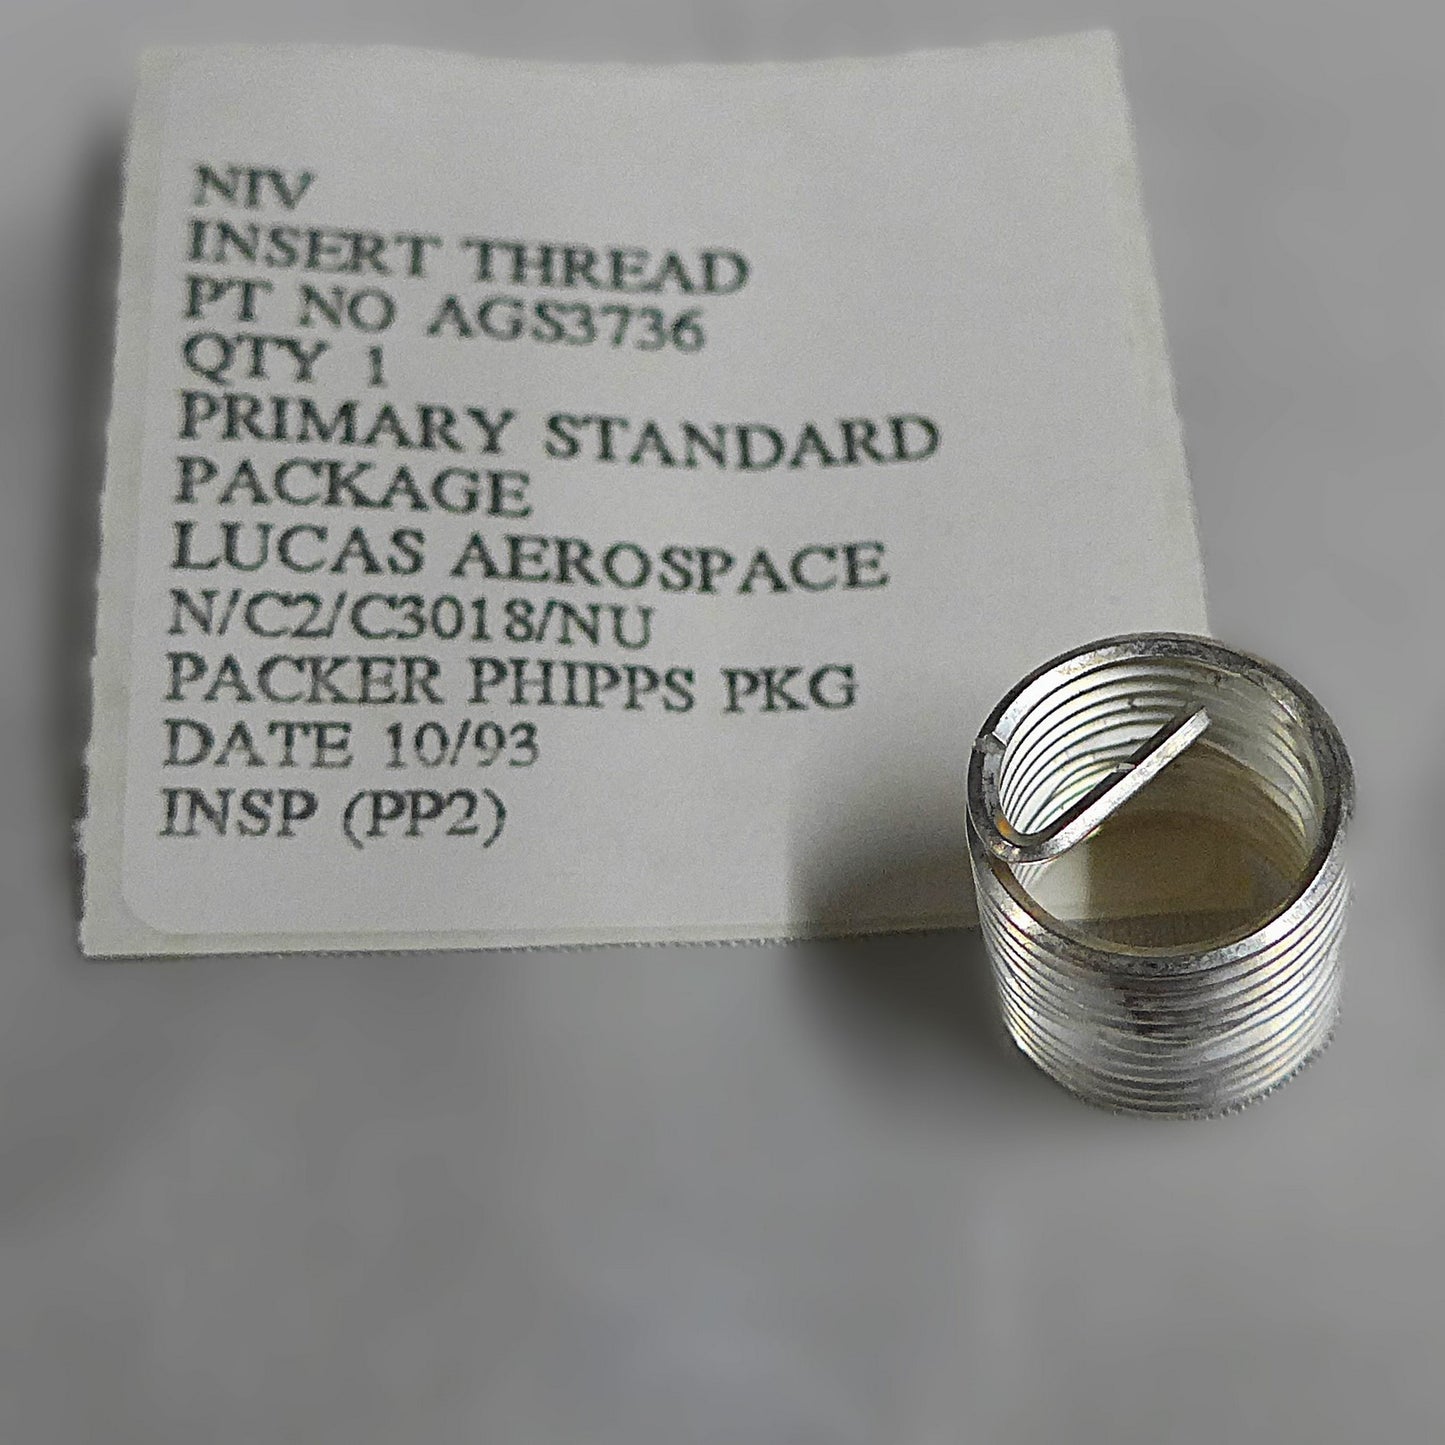 NIV
INSERT THREAD
PT NO AGS3736
QTY 1
PRIMARY STANDARD
PACKAGE
LUCAS AEROSPACE
N/C2/C3018/NU
PACKER PHIPPS PKG
DATE 10/93
INSP (PP2)